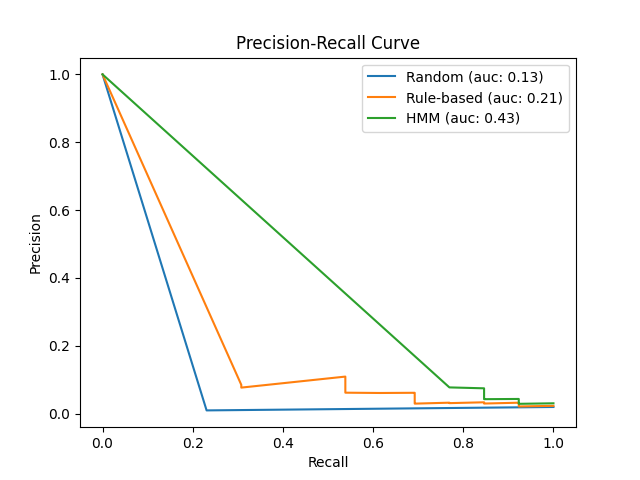 Precision-Recall Curve
Random (auc: 0.13)
Rule-based (auc: 0.21)
HMM (auc: 0.43)
Precision
1.0
0.8
0.6
0.4
0.2
0.0
0.0 0.2 0.4 0.6 0.8 1.0
Recall